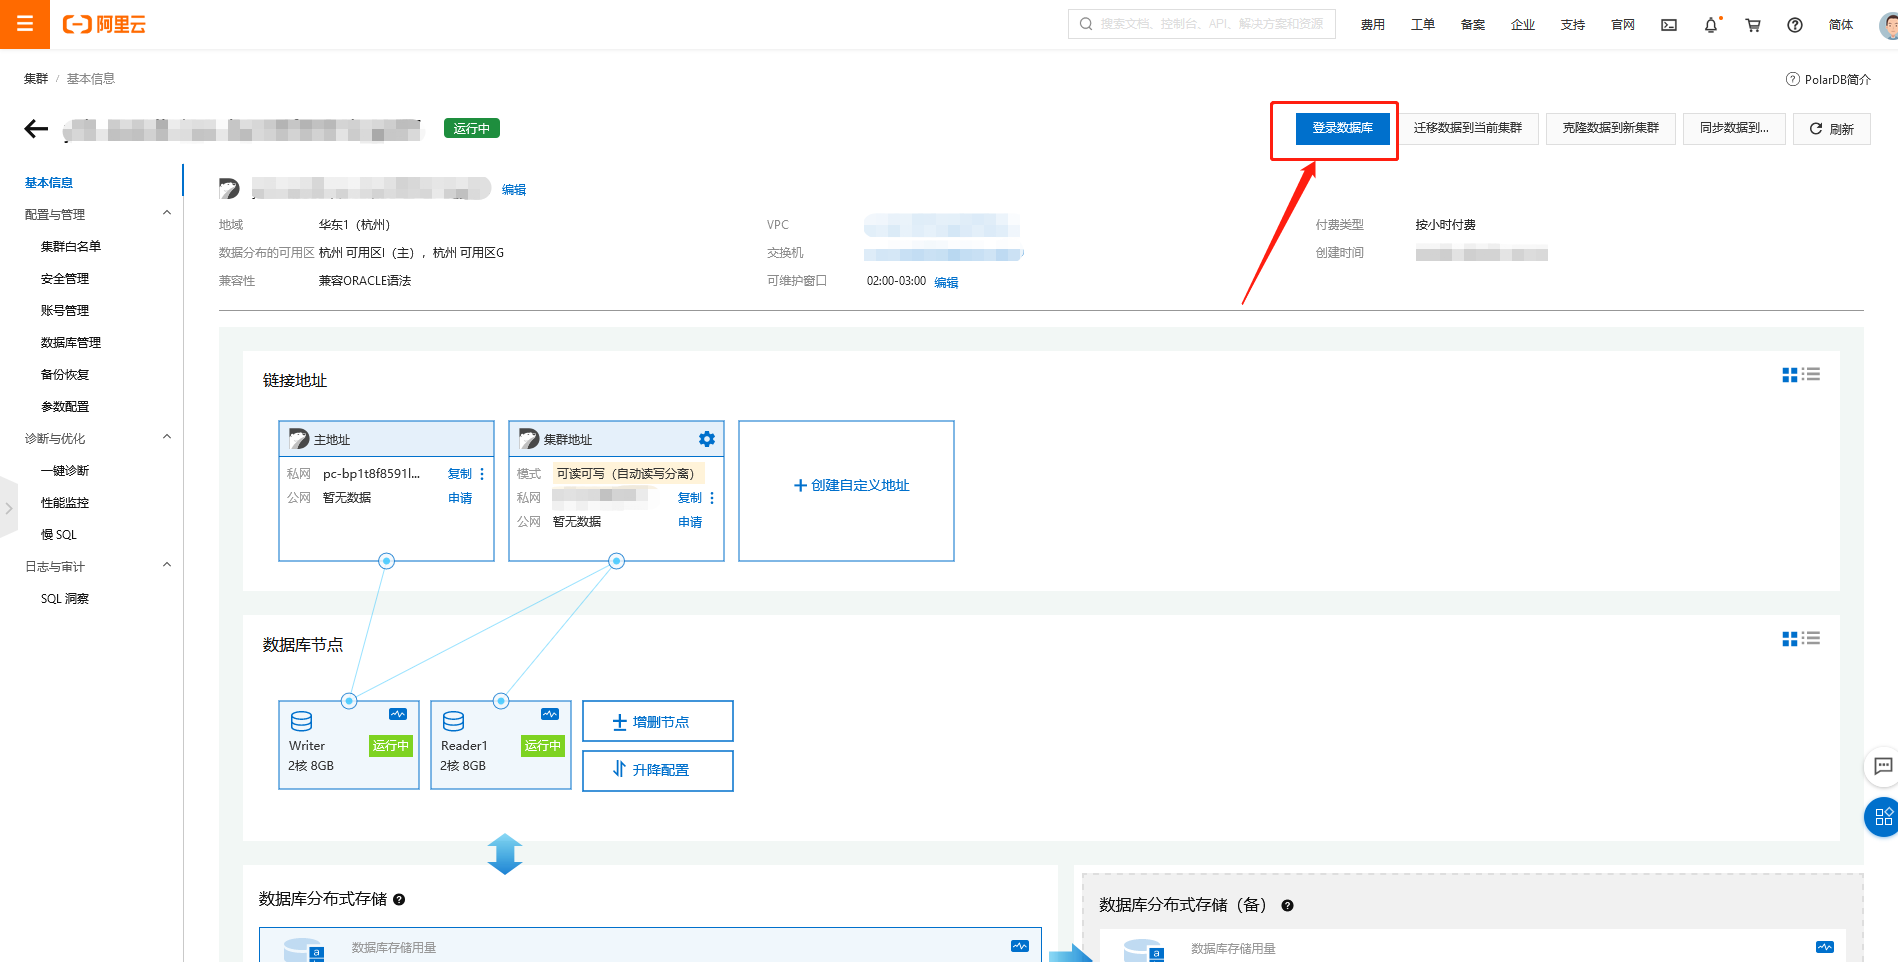 阿里云
搜索文档、控制台、API、解决方案和资源
费用 工单 备案 企业 支持 官网 简体
集群 / 基本信息
PolarDB简介
运行中
登录数据库 迁移数据到当前集群 克隆数据到新集群 同步数据到... 刷新
基本信息
配置与管理
集群白名单
安全管理
账号管理
数据库管理
备份恢复
参数配置
诊断与优化
一键诊断
性能监控
慢 SQL
日志与审计
SQL 洞察
编辑
地域 华东1（杭州）
VPC
付费类型 按小时付费
数据分布的可用区 杭州 可用区I（主），杭州 可用区G
交换机
创建时间
兼容性 兼容ORACLE语法
可维护窗口 02:00-03:00 编辑
链接地址
主地址
私网 pc-bp1t8f8591l... 复制
公网 暂无数据 申请
集群地址
模式 可读可写（自动读写分离）
私网 复制
公网 暂无数据 申请
创建自定义地址
数据库节点
Writer 运行中
2核 8GB
Reader1 运行中
2核 8GB
增删节点
升降配置
数据库分布式存储
数据库存储用量
数据库分布式存储（备）
数据库存储用量